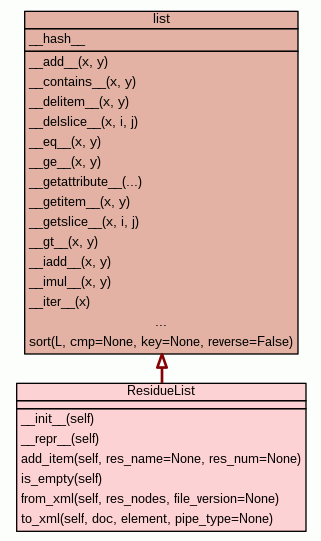 list
__hash__
__add__(x, y)
__contains__(x, y)
__delitem__(x, y)
__delslice__(x, i, j)
__eq__(x, y)
__ge__(x, y)
__getattribute__(...)
__getitem__(x, y)
__getslice__(x, i, j)
__gt__(x, y)
__iadd__(x, y)
__imul__(x, y)
__iter__(x)
...
sort(L, cmp=None, key=None, reverse=False)
ResidueList
__init__(self)
__repr__(self)
add_item(self, res_name=None, res_num=None)
is_empty(self)
from_xml(self, res_nodes, file_version=None)
to_xml(self, doc, element, pipe_type=None)